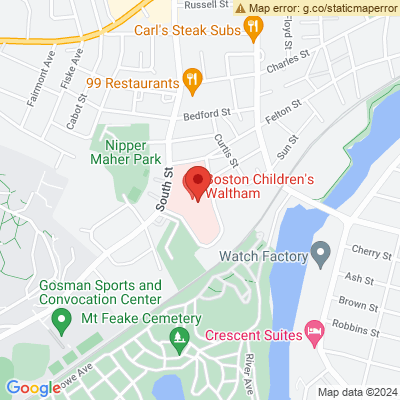 Russell St
Map error: g.co/staticmaperror
Carl's Steak Subs
Floyd St
Charles St
Fairmont Ave
Fiske Ave
Cabot St
99 Restaurants
Bedford St
Felton St
Nipper
Maher Park
Curtis St
Sun St
South St
Boston Children's
Waltham
Watch Factory
Cherry St
Ash St
Brown St
Robbins St
Gosman Sports and
Convocation Center
Mt Feake Cemetery
Crescent Suites
River Ave
Google
Map data ©2024